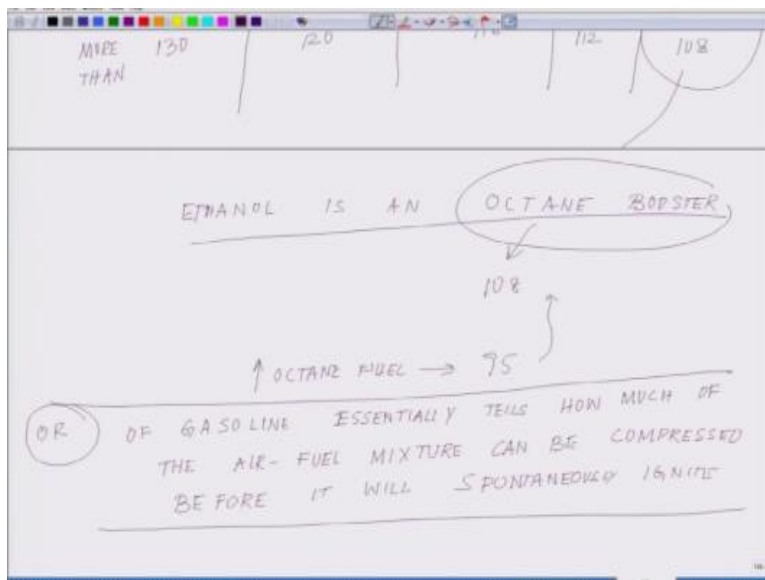 MORE 130 120 112 108
THAN
ETHANOL IS AN OCTANE BOOSTER
108
↑ OCTANE FUEL → 95
OR OF GASOLINE ESSENTIALLY TELLS HOW MUCH OF
THE AIR-FUEL MIXTURE CAN BE COMPRESSED
BEFORE IT WILL SPONTANEOUSLY IGNITE